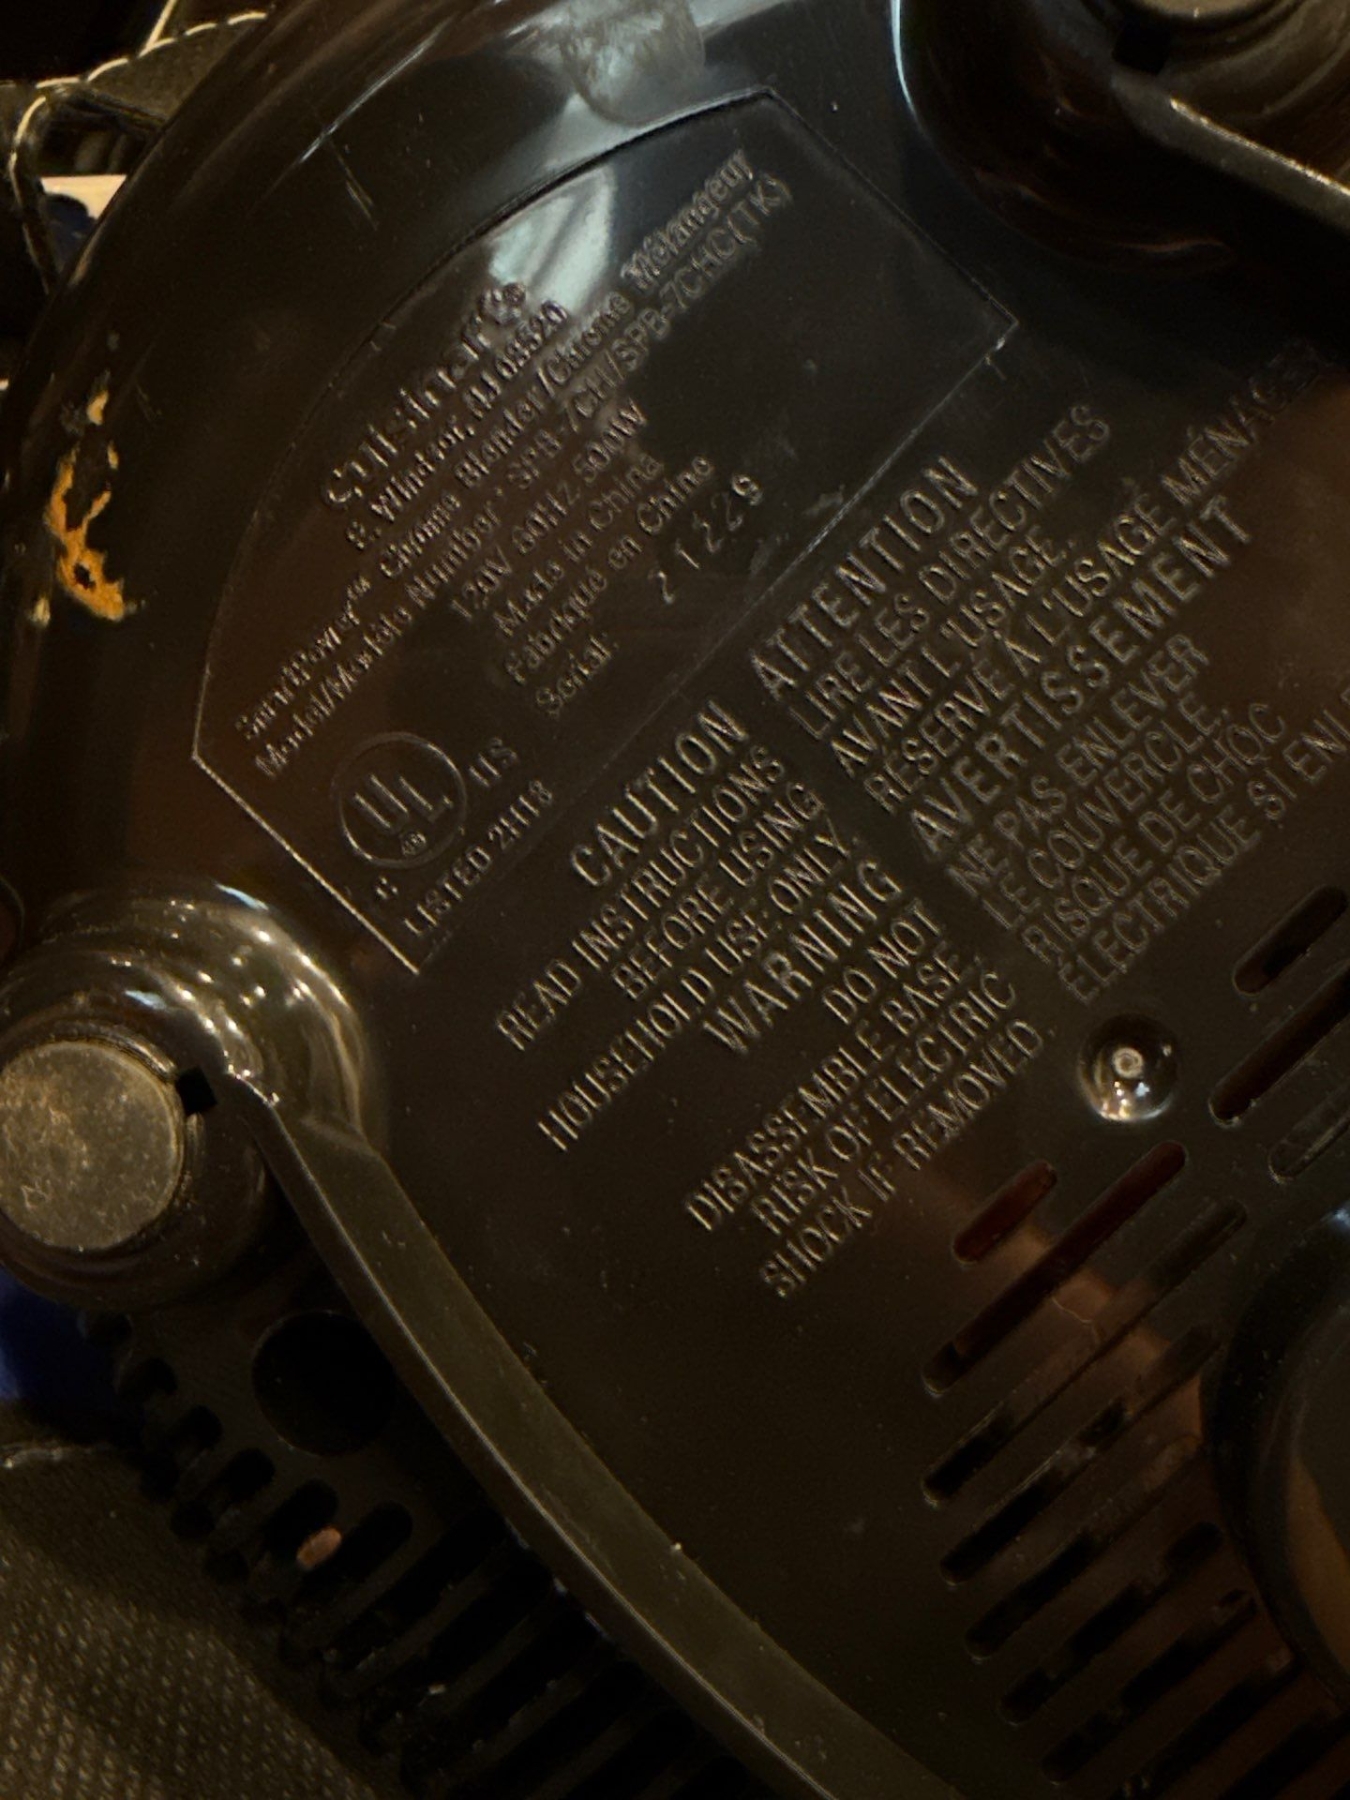 Cuisinart®
E. Windsor, NJ 08520
SmartPower™ Chrome Blender/Chrome Mélangeur
Model/Modele Number: SPB-7CH/SPB-7CHC(TK)
120V 60Hz 500W
Made in China
Fabriqué en Chine
Serial:
C UL® US
LISTED 2H18
CAUTION
READ INSTRUCTIONS
BEFORE USING
HOUSEHOLD USE ONLY.
WARNING
DO NOT
DISASSEMBLE BASE,
RISK OF ELECTRIC
SHOCK IF REMOVED
ATTENTION
LIRE LES DIRECTIVES
AVANT L'USAGE.
RÉSERVÉ À L'USAGE
AVERTISSEMENT
NE PAS ENLEVER
LE COUVERCLE.
RISQUE DE CHOC
ÉLECTRIQUE SI